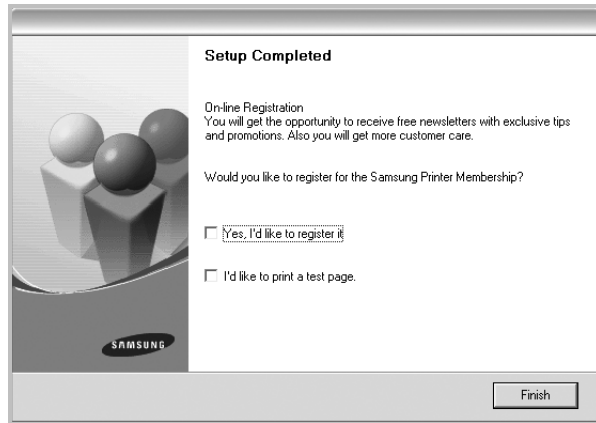 Setup Completed
On-line Registration
You will get the opportunity to receive free newsletters with exclusive tips
and promotions. Also you will get more customer care.
Would you like to register for the Samsung Printer Membership?
Yes, I'd like to register it
I'd like to print a test page.
SAMSUNG
Finish